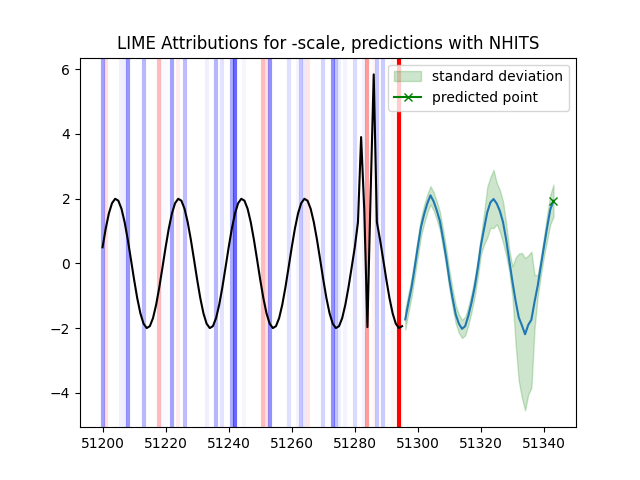 LIME Attributions for -scale, predictions with NHITS
standard deviation
predicted point
6
4
2
0
−2
−4
51200 51220 51240 51260 51280 51300 51320 51340